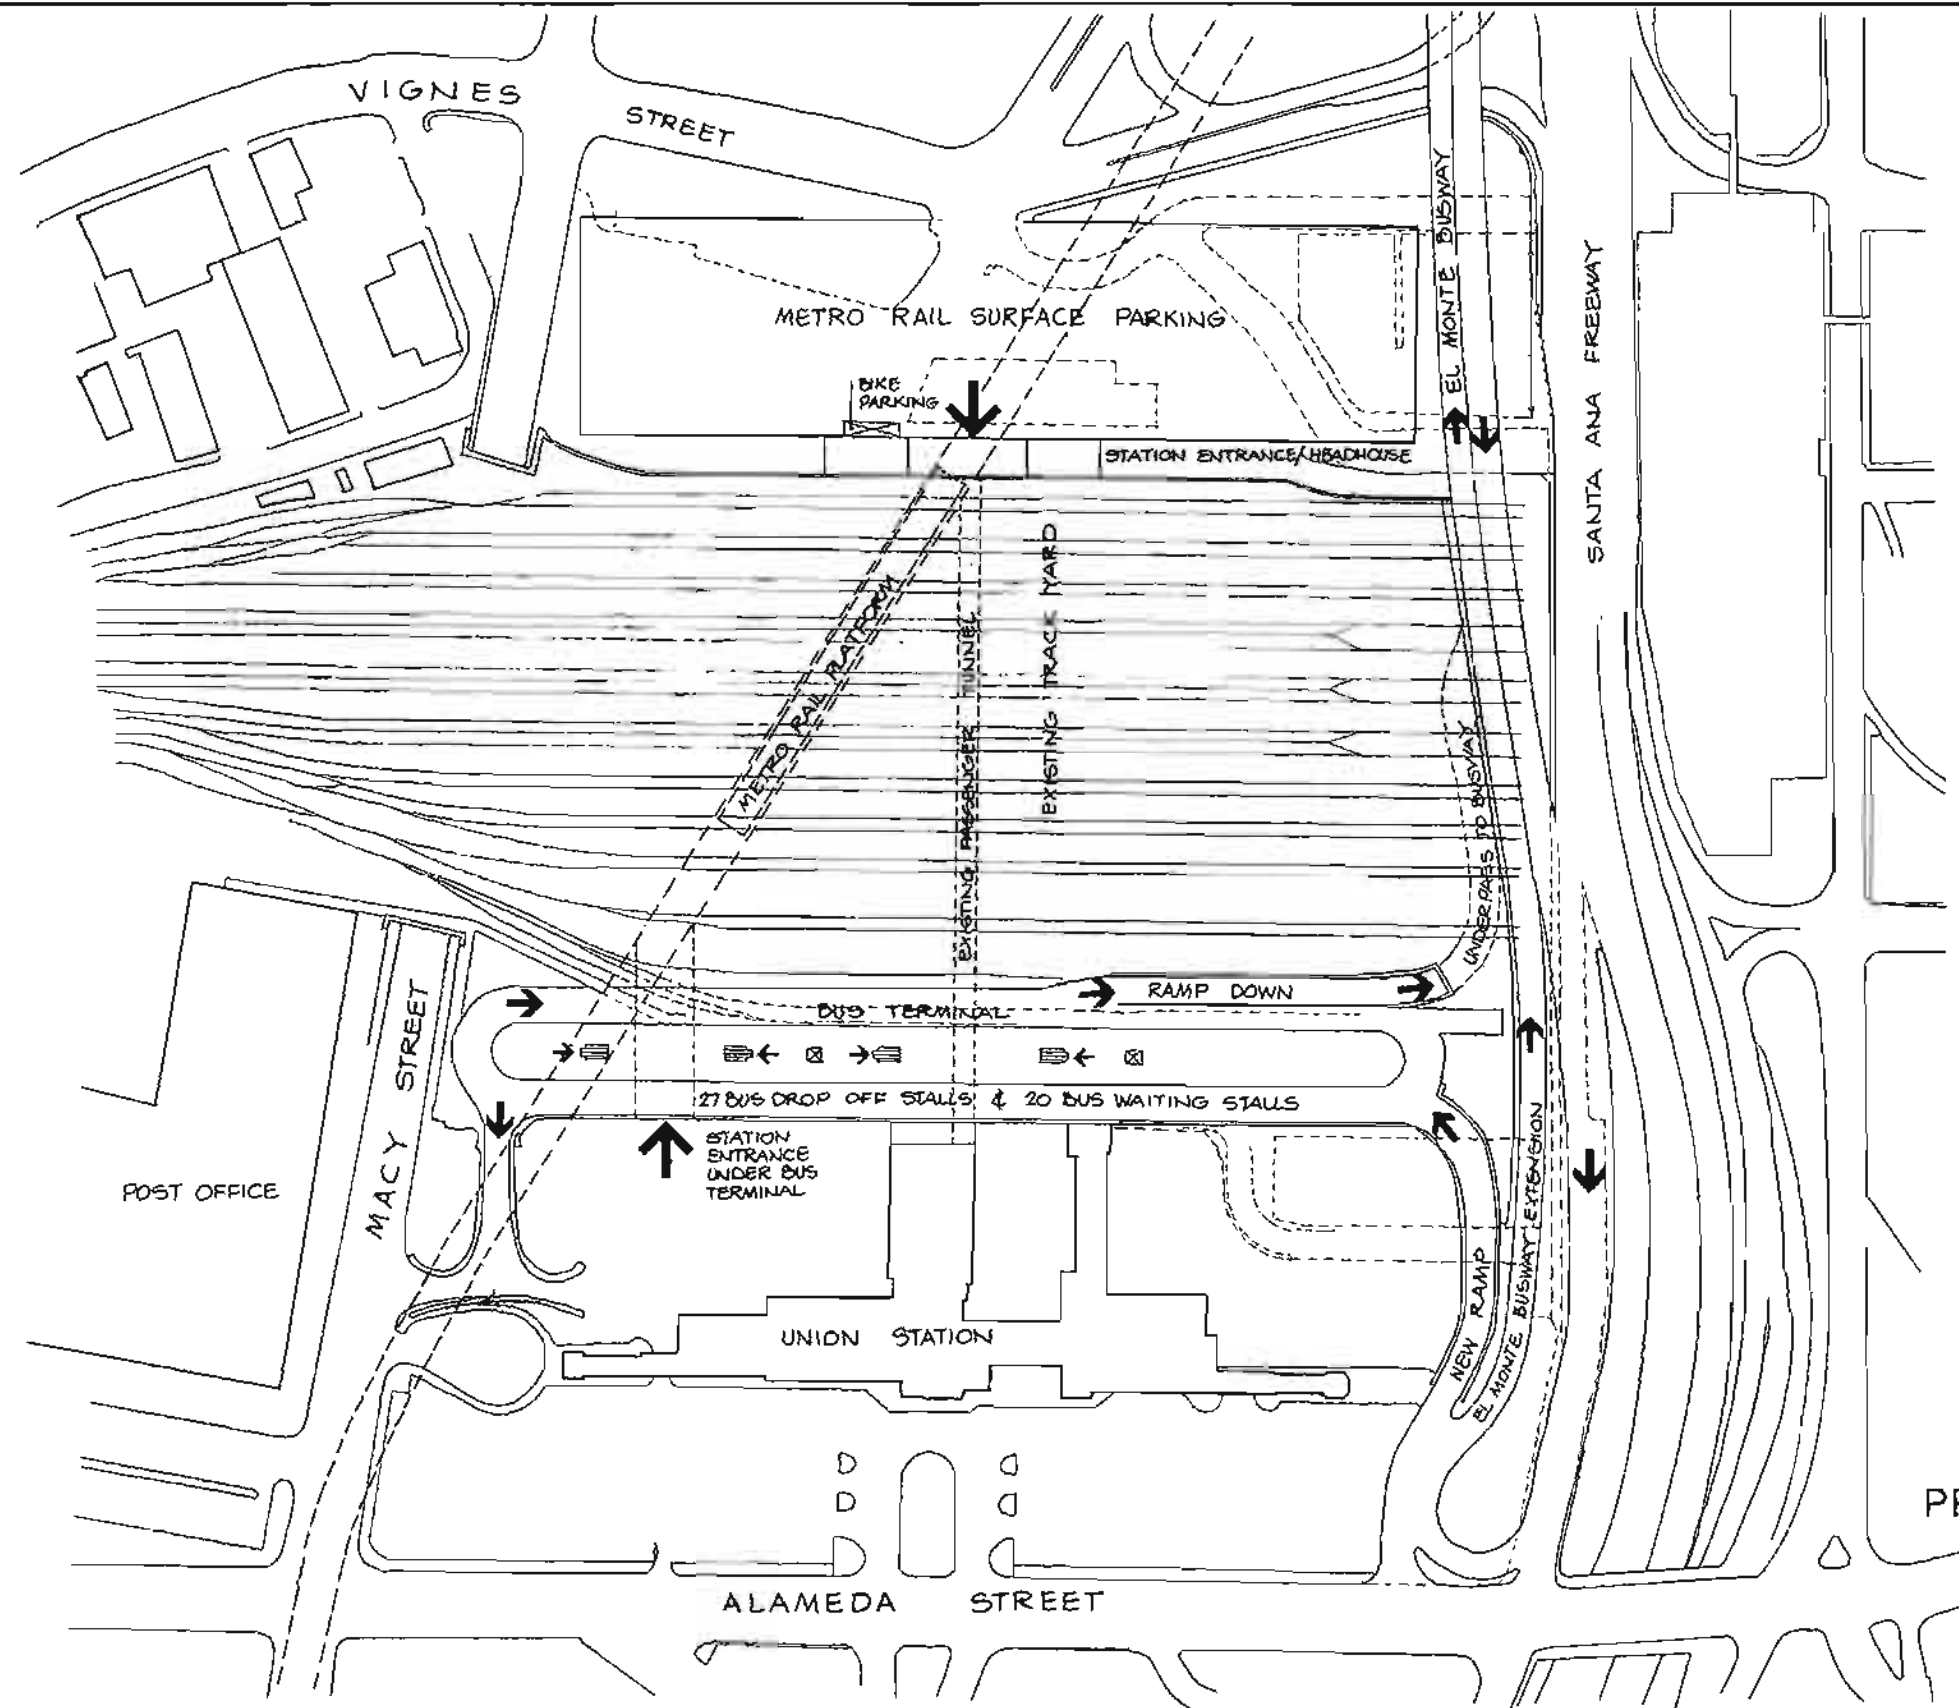 VIGNES
STREET
METRO RAIL SURFACE PARKING
BIKE
PARKING
STATION ENTRANCE/HEADHOUSE
EL MONTE BUSWAY
SANTA ANA FREEWAY
METRO RAIL PLATFORM
EXISTING PASSENGER TUNNEL
EXISTING TRACK YARD
UNDERPASS TO BUSWAY
RAMP DOWN
BUS TERMINAL
27 BUS DROP OFF STALLS & 20 BUS WAITING STALLS
STATION
ENTRANCE
UNDER BUS
TERMINAL
MACY STREET
POST OFFICE
NEW RAMP
EL MONTE BUSWAY EXTENSION
UNION STATION
ALAMEDA STREET